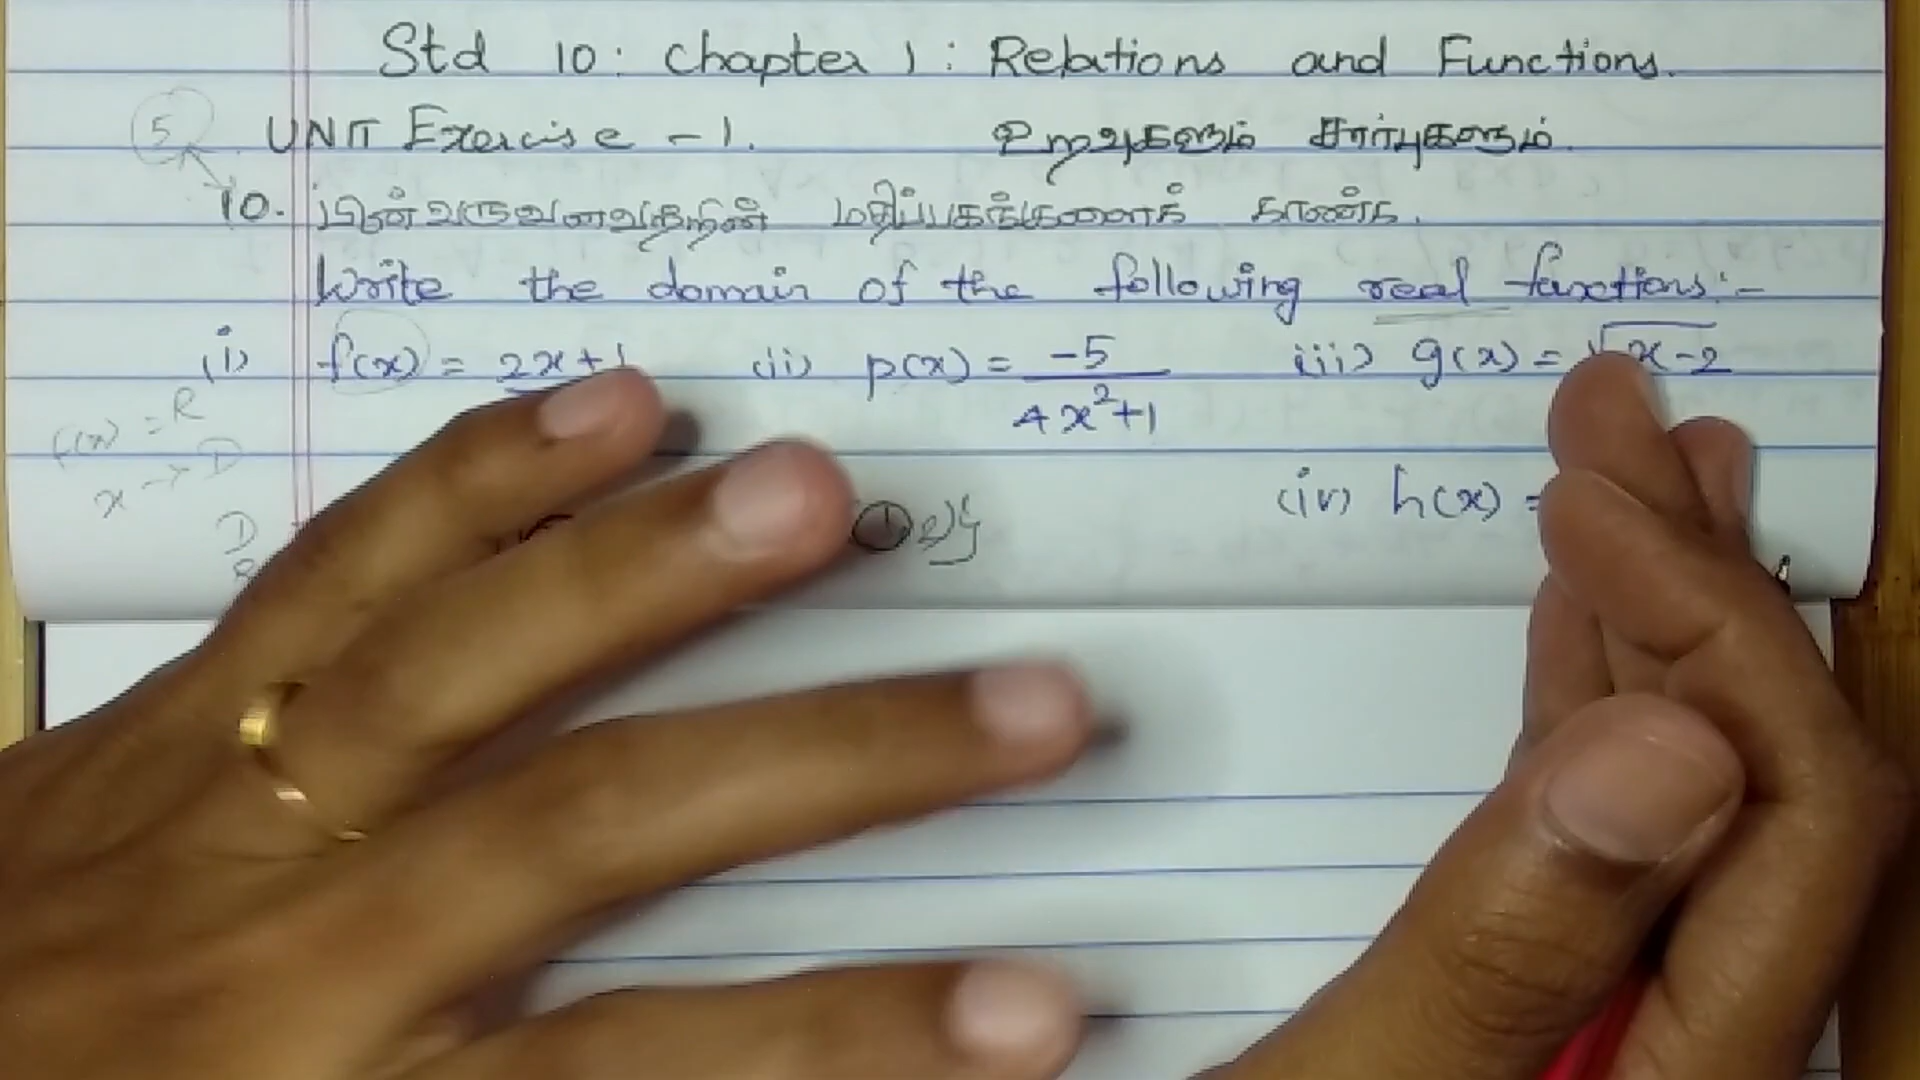 Std 10: Chapter 1: Relations and Functions.
5 UNIT Exercise - 1. உறவுகளும் சார்புகளும்.
10. பின்வருவனவற்றின் மதிப்பகங்களைக் காண்க.
Write the domain of the following real functions:-
(i) f(x) = 2x+1 (ii) p(x) = -5 / 4x²+1 iii) g(x) = √x-2
f(x) = R
x → D
(iv) h(x) =
D